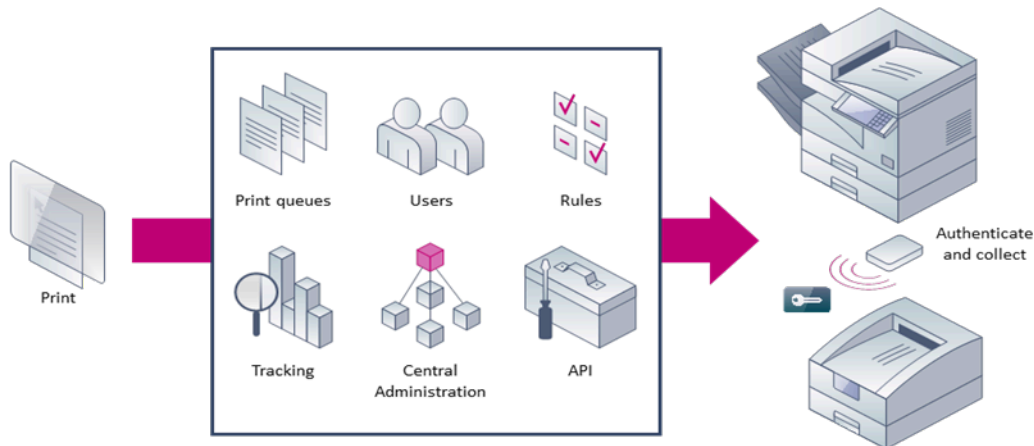 Print queues
Users
Rules
Print
Tracking
Central
Administration
API
Authenticate
and collect